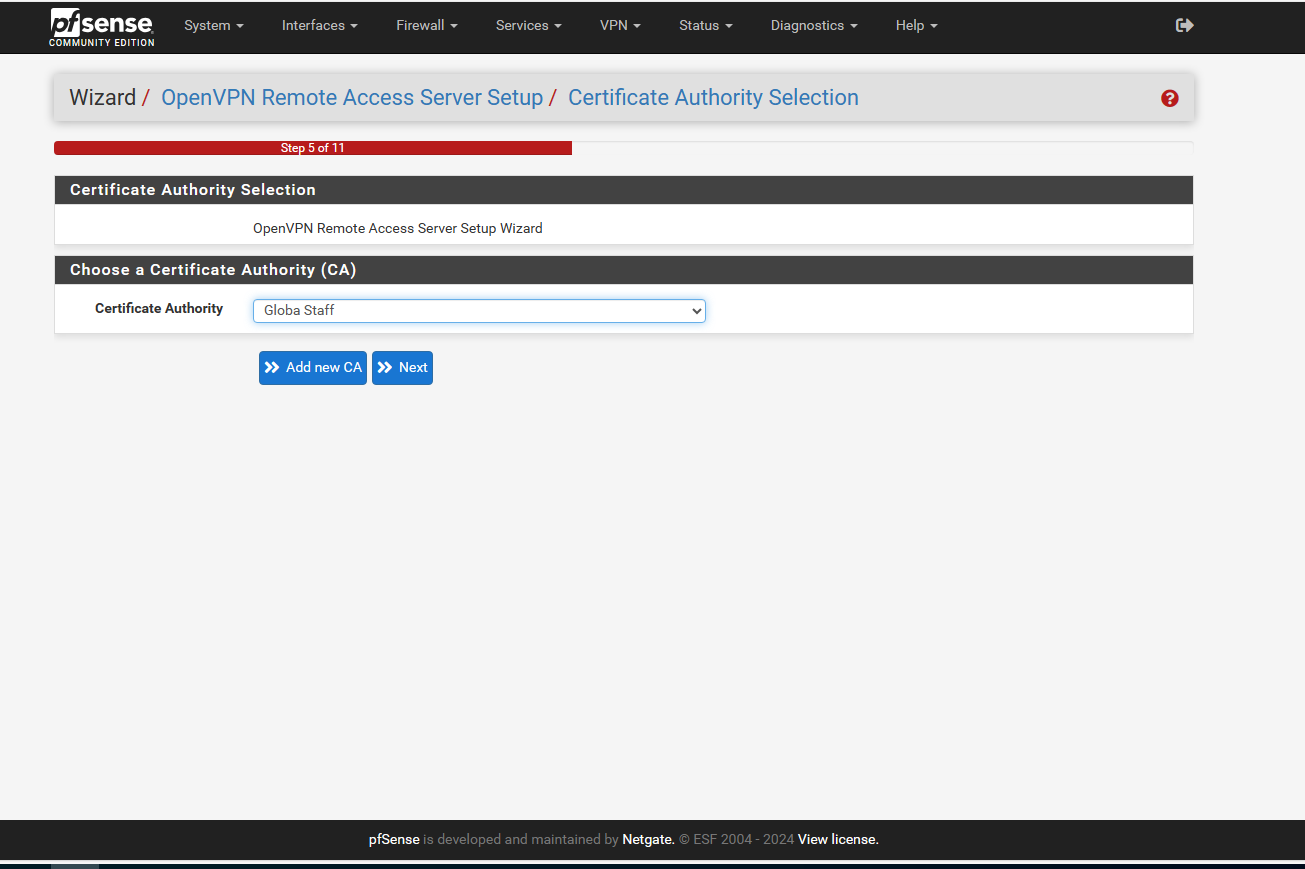 pfsense
COMMUNITY EDITION
System Interfaces Firewall Services VPN Status Diagnostics Help
Wizard / OpenVPN Remote Access Server Setup / Certificate Authority Selection
Step 5 of 11
Certificate Authority Selection
OpenVPN Remote Access Server Setup Wizard
Choose a Certificate Authority (CA)
Certificate Authority Globa Staff
Add new CA Next
pfSense is developed and maintained by Netgate. © ESF 2004 - 2024 View license.